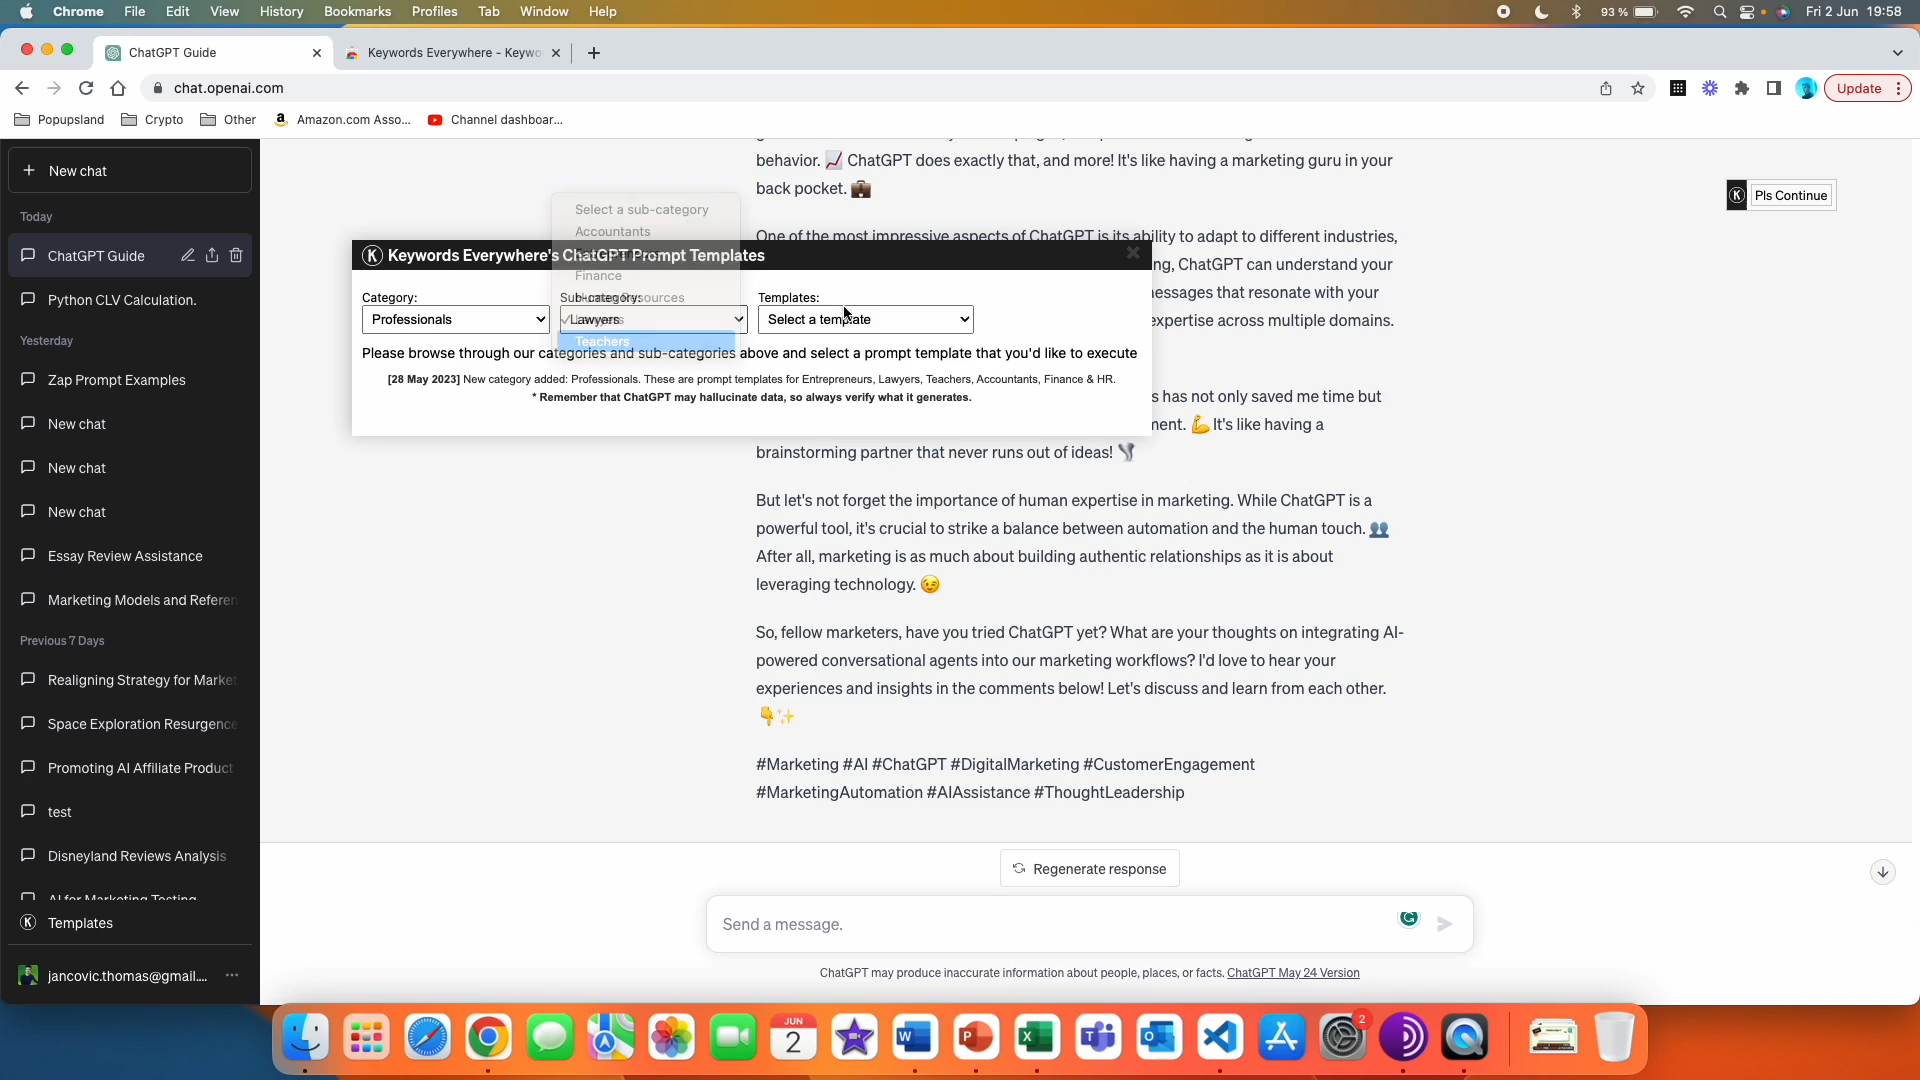 Chrome File Edit View History Bookmarks Profiles Tab Window Help 93 % Fri 2 Jun 19:58
ChatGPT Guide Keywords Everywhere - Keywo
chat.openai.com Update
Popupsland Crypto Other Amazon.com Asso... Channel dashboar...
New chat
Today
ChatGPT Guide
Python CLV Calculation.
Yesterday
Zap Prompt Examples
New chat
New chat
New chat
Essay Review Assistance
Marketing Models and Referen
Previous 7 Days
Realigning Strategy for Market
Space Exploration Resurgence
Promoting AI Affiliate Product
test
Disneyland Reviews Analysis
AI for Marketing Testing
K Templates
jancovic.thomas@gmail.... ...
behavior. 📈 ChatGPT does exactly that, and more! It's like having a marketing guru in your
back pocket. 💼
K Pls Continue
One of the most impressive aspects of ChatGPT is its ability to adapt to different industries,
ng, ChatGPT can understand your
essages that resonate with your
expertise across multiple domains.
K Keywords Everywhere's ChatGPT Prompt Templates
Category: Sub-category: Templates:
Professionals Lawyers Select a template
Select a sub-category
Accountants
Finance
Human Resources
Lawyers
Teachers
Please browse through our categories and sub-categories above and select a prompt template that you'd like to execute
[28 May 2023] New category added: Professionals. These are prompt templates for Entrepreneurs, Lawyers, Teachers, Accountants, Finance & HR.
* Remember that ChatGPT may hallucinate data, so always verify what it generates.
s has not only saved me time but
ment. 💪 It's like having a
brainstorming partner that never runs out of ideas! 🌪️
But let's not forget the importance of human expertise in marketing. While ChatGPT is a
powerful tool, it's crucial to strike a balance between automation and the human touch. 👥
After all, marketing is as much about building authentic relationships as it is about
leveraging technology. 😉
So, fellow marketers, have you tried ChatGPT yet? What are your thoughts on integrating AI-
powered conversational agents into our marketing workflows? I'd love to hear your
experiences and insights in the comments below! Let's discuss and learn from each other.
👇✨
#Marketing #AI #ChatGPT #DigitalMarketing #CustomerEngagement
#MarketingAutomation #AIAssistance #ThoughtLeadership
Regenerate response
Send a message.
ChatGPT may produce inaccurate information about people, places, or facts. ChatGPT May 24 Version
JUN
2
W P X 2